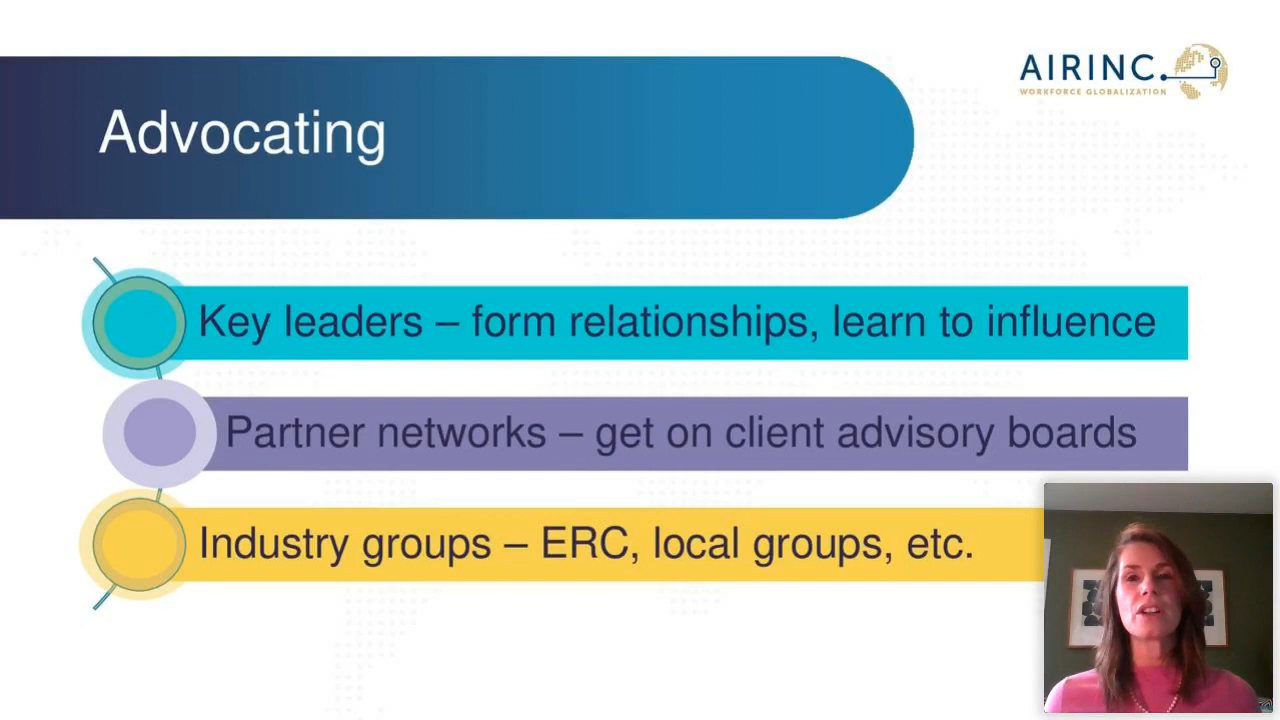 AIRINC.
WORKFORCE GLOBALIZATION
Advocating
Key leaders – form relationships, learn to influence
Partner networks – get on client advisory boards
Industry groups – ERC, local groups, etc.